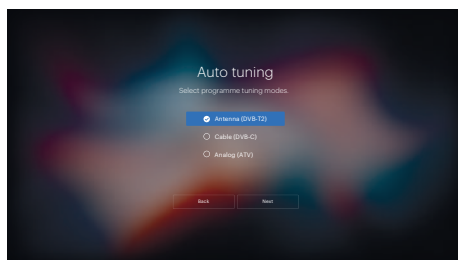 Auto tuning
Select programme tuning modes.
Antenna (DVB-T2)
Cable (DVB-C)
Analog (ATV)
Back Next